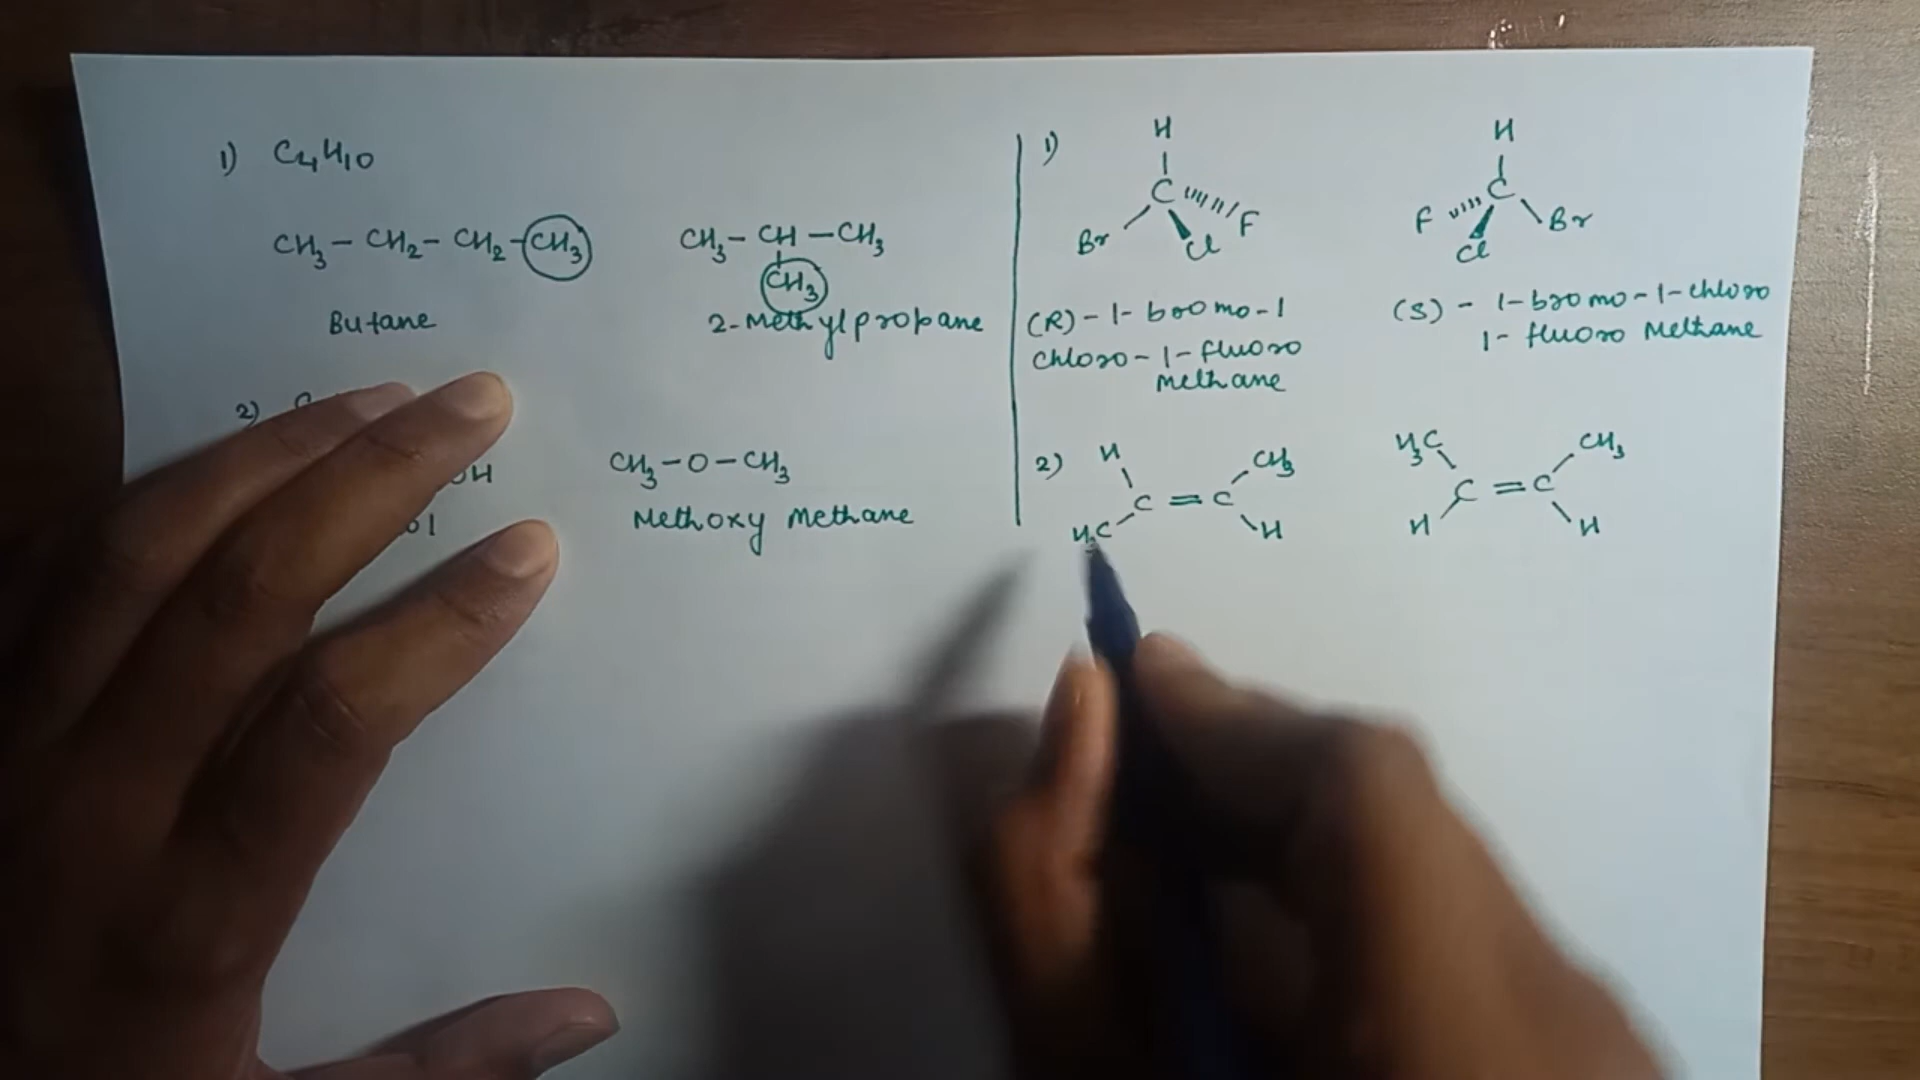 1) C4H10
CH3 – CH2 – CH2 – CH3
Butane
CH3 – CH – CH3
CH3
2-Methylpropane
2)
OH
ol
CH3 – O – CH3
Methoxy methane
1)
H
C
Br
Cl
F
(R) - 1- bromo - 1
chloro - 1 - fluoro
methane
H
C
F
Cl
Br
(S) - 1 - bromo - 1 - chloro
1 - fluoro Methane
2)
H CH3
C = C
H3C H
H3C CH3
C = C
H H